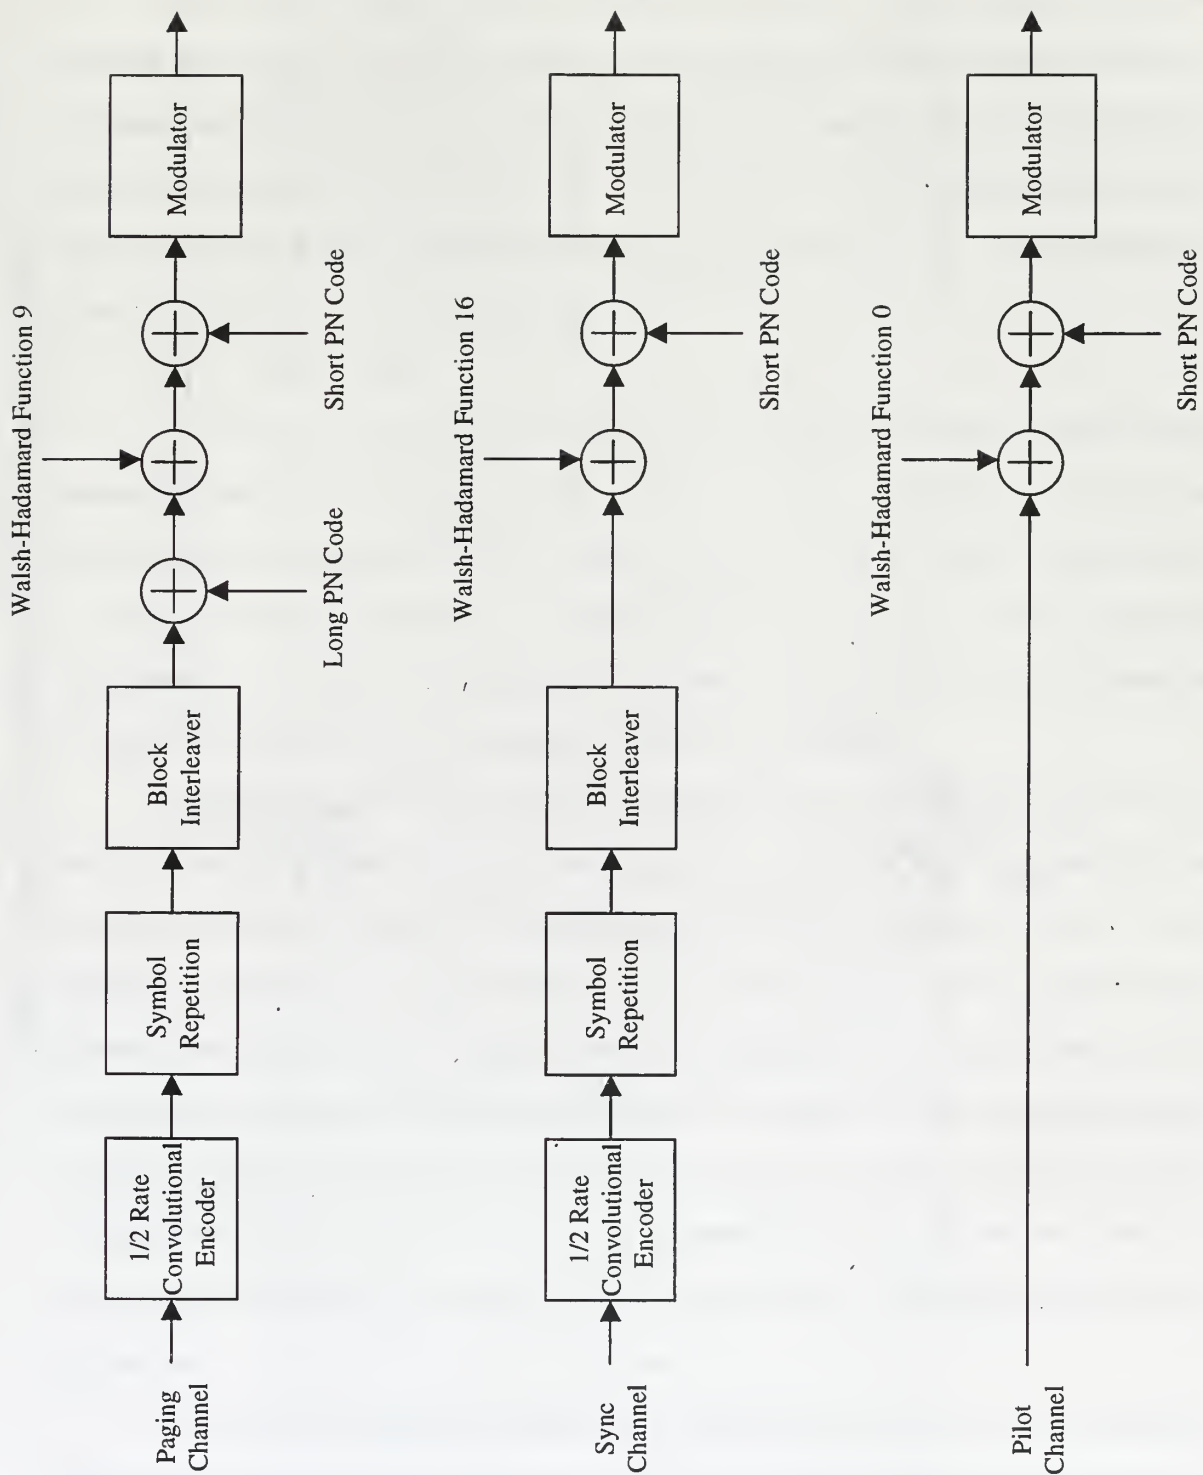 Paging
Channel
1/2 Rate
Convolutional
Encoder
Symbol
Repetition
Block
Interleaver
Long PN Code
Walsh-Hadamard Function 9
Short PN Code
Modulator
Sync
Channel
1/2 Rate
Convolutional
Encoder
Symbol
Repetition
Block
Interleaver
Walsh-Hadamard Function 16
Short PN Code
Modulator
Pilot
Channel
Walsh-Hadamard Function 0
Short PN Code
Modulator